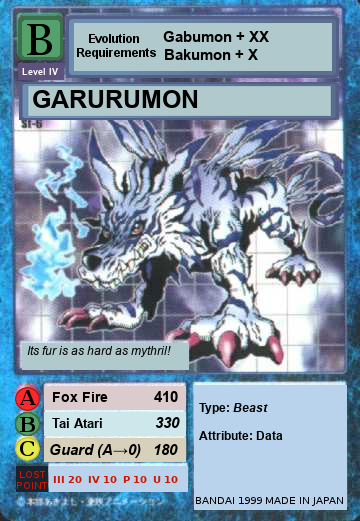 B
Level IV
Evolution Requirements
Gabumon + XX
Bakumon + X
GARURUMON
St-6
Its fur is as hard as mythril!!
A Fox Fire 410
B Tai Atari 330
C Guard (A→0) 180
LOST POINT III 20 IV 10 P 10 U 10
Type: Beast
Attribute: Data
BANDAI 1999 MADE IN JAPAN